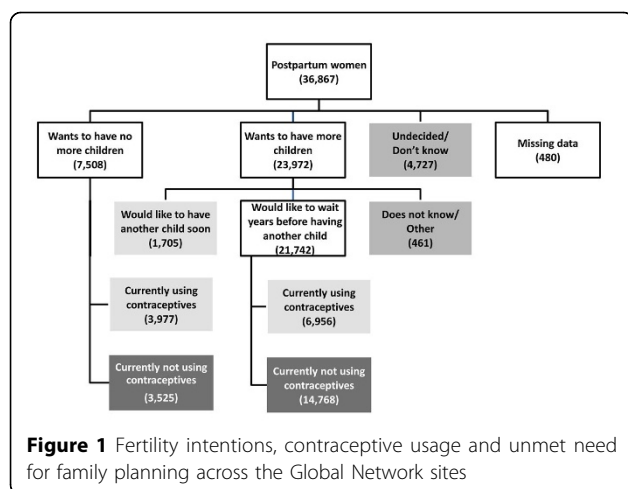 Postpartum women
(36,867)
Wants to have no
more children
(7,508)
Wants to have more
children
(23,972)
Undecided/
Don't know
(4,727)
Missing data
(480)
Would like to have
another child soon
(1,705)
Would like to wait
years before having
another child
(21,742)
Does not know/
Other
(461)
Currently using
contraceptives
(3,977)
Currently using
contraceptives
(6,956)
Currently not using
contraceptives
(3,525)
Currently not using
contraceptives
(14,768)
Figure 1 Fertility intentions, contraceptive usage and unmet need
for family planning across the Global Network sites